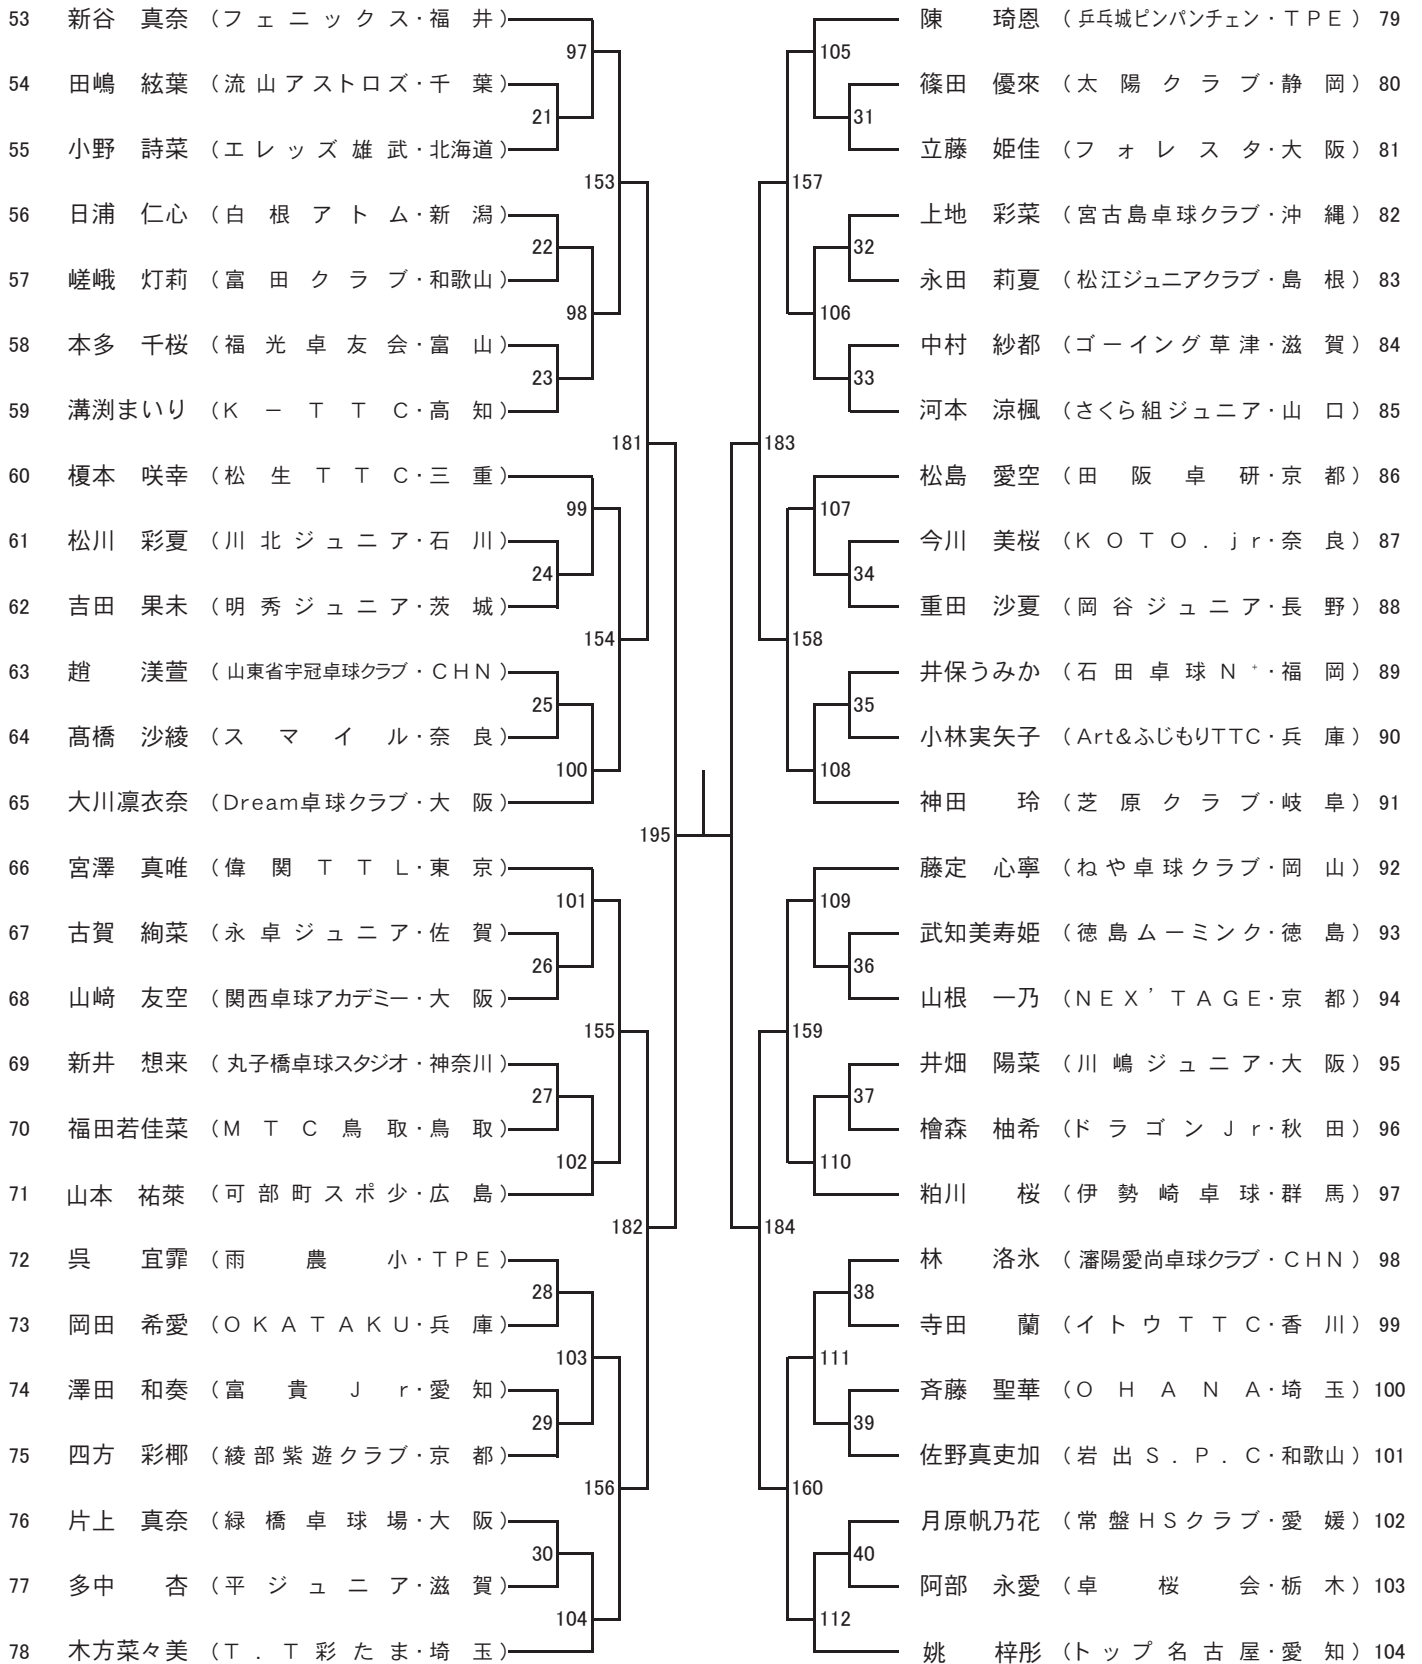 53 新谷 真奈 (フェニックス・福井)
97
54 田嶋 絃葉 (流山アストロズ・千葉)
21
55 小野 詩菜 (エレッズ雄武・北海道)
153
56 日浦 仁心 (白根アトム・新潟)
22
57 嵯峨 灯莉 (富田クラブ・和歌山)
98
58 本多 千桜 (福光卓友会・富山)
23
59 溝渕まいり (K－TTC・高知)
181
60 榎本 咲幸 (松生TTC・三重)
99
61 松川 彩夏 (川北ジュニア・石川)
24
62 吉田 果未 (明秀ジュニア・茨城)
154
63 趙 渼萱 (山東省宇冠卓球クラブ・CHN)
25
64 髙橋 沙綾 (スマイル・奈良)
100
65 大川凛衣奈 (Dream卓球クラブ・大阪)
195
66 宮澤 真唯 (偉関TTL・東京)
101
67 古賀 絢菜 (永卓ジュニア・佐賀)
26
68 山﨑 友空 (関西卓球アカデミー・大阪)
155
69 新井 想来 (丸子橋卓球スタジオ・神奈川)
27
70 福田若佳菜 (MTC鳥取・鳥取)
102
71 山本 祐萊 (可部町スポ少・広島)
182
72 呉 宜霏 (雨農小・TPE)
28
73 岡田 希愛 (OKATAKU・兵庫)
103
74 澤田 和奏 (富貴Jr・愛知)
29
75 四方 彩椰 (綾部紫遊クラブ・京都)
156
76 片上 真奈 (緑橋卓球場・大阪)
30
77 多中 杏 (平ジュニア・滋賀)
104
78 木方菜々美 (T.T彩たま・埼玉)
陳 琦恩 (乒乓城ピンパンチェン・TPE) 79
105
篠田 優來 (太陽クラブ・静岡) 80
31
立藤 姫佳 (フォレスタ・大阪) 81
157
上地 彩菜 (宮古島卓球クラブ・沖縄) 82
32
永田 莉夏 (松江ジュニアクラブ・島根) 83
106
中村 紗都 (ゴーイング草津・滋賀) 84
33
河本 涼楓 (さくら組ジュニア・山口) 85
183
松島 愛空 (田阪卓研・京都) 86
107
今川 美桜 (KOTO.jr・奈良) 87
34
重田 沙夏 (岡谷ジュニア・長野) 88
158
井保うみか (石田卓球N⁺・福岡) 89
35
小林実矢子 (Art&ふじもりTTC・兵庫) 90
108
神田 玲 (芝原クラブ・岐阜) 91
藤定 心寧 (ねや卓球クラブ・岡山) 92
109
武知美寿姫 (徳島ムーミンク・徳島) 93
36
山根 一乃 (NEX’TAGE・京都) 94
159
井畑 陽菜 (川嶋ジュニア・大阪) 95
37
檜森 柚希 (ドラゴンJr・秋田) 96
110
粕川 桜 (伊勢崎卓球・群馬) 97
184
林 洛氷 (瀋陽愛尚卓球クラブ・CHN) 98
38
寺田 蘭 (イトウTTC・香川) 99
111
斉藤 聖華 (OHANA・埼玉) 100
39
佐野真吏加 (岩出S.P.C・和歌山) 101
160
月原帆乃花 (常盤HSクラブ・愛媛) 102
40
阿部 永愛 (卓桜会・栃木) 103
112
姚 梓彤 (トップ名古屋・愛知) 104